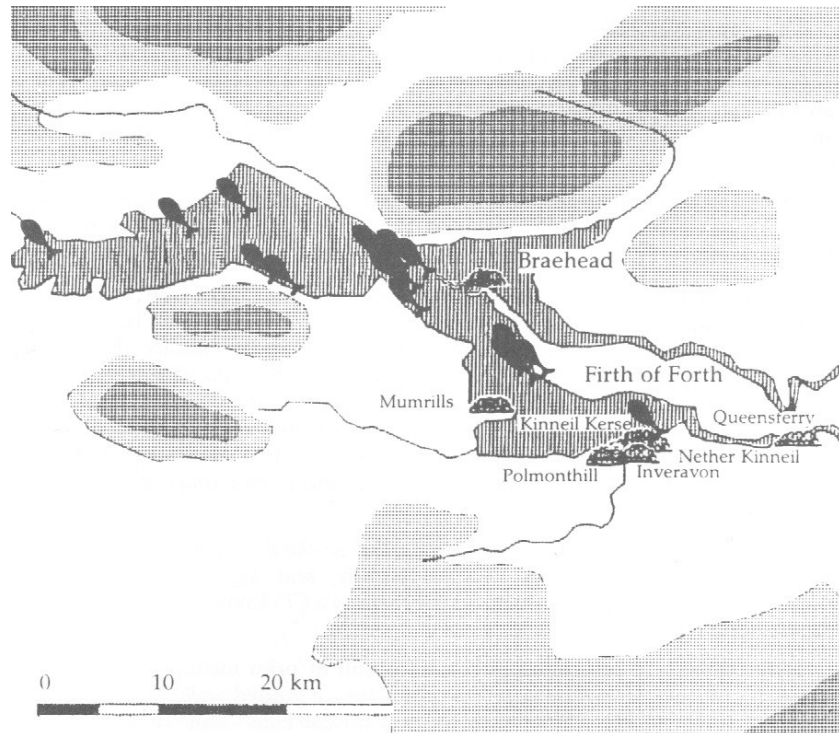 Braehead
Firth of Forth
Mumrills
Queensferry
Kinneil Kerse
Nether Kinneil
Polmonthill
Inveravon
0 10 20 km